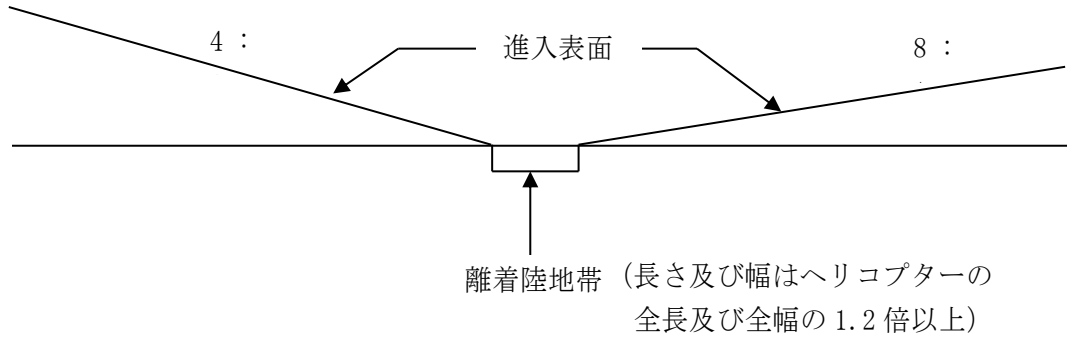 4：
進入表面
8：
離着陸地帯
（長さ及び幅はヘリコプターの
全長及び全幅の 1.2 倍以上）